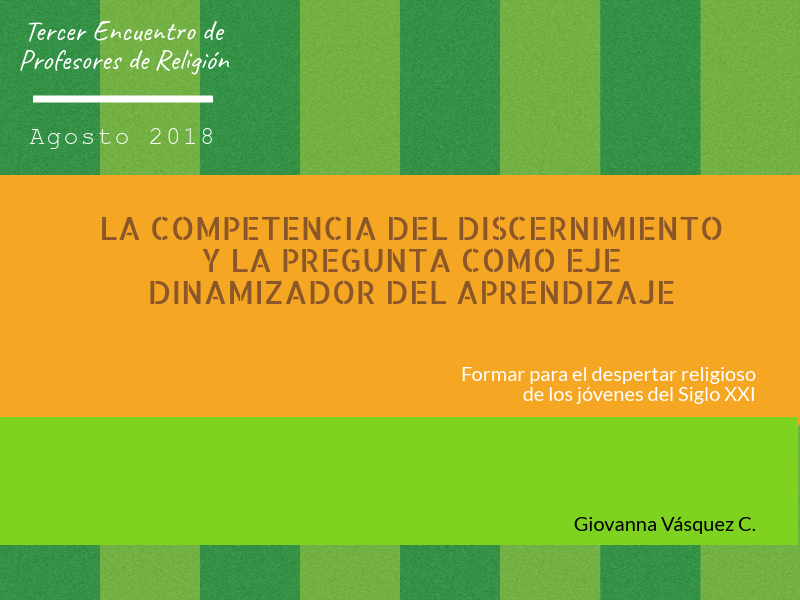 Tercer Encuentro de
Profesores de Religión
Agosto 2018
LA COMPETENCIA DEL DISCERNIMIENTO
Y LA PREGUNTA COMO EJE
DINAMIZADOR DEL APRENDIZAJE
Formar para el despertar religioso
de los jóvenes del Siglo XXI
Giovanna Vásquez C.